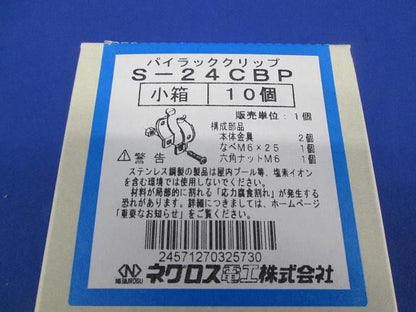 パイラッククリップ
S-24CBP
小箱 10個
販売単位：1個
構成部品
本体金具 2個
なべM6×25 1個
六角ナットM6 1個
警告
ステンレス鋼製の製品は屋内プール等、塩素イオン
を含む環境では使用しないでください。
材料が局部的に割れる「応力腐食割れ」が発生する
恐れがあります。詳細につきましては、ホームページ
「重要なお知らせ」をご覧ください。
24571270325730
NEGUROSU
ネグロス電工株式会社